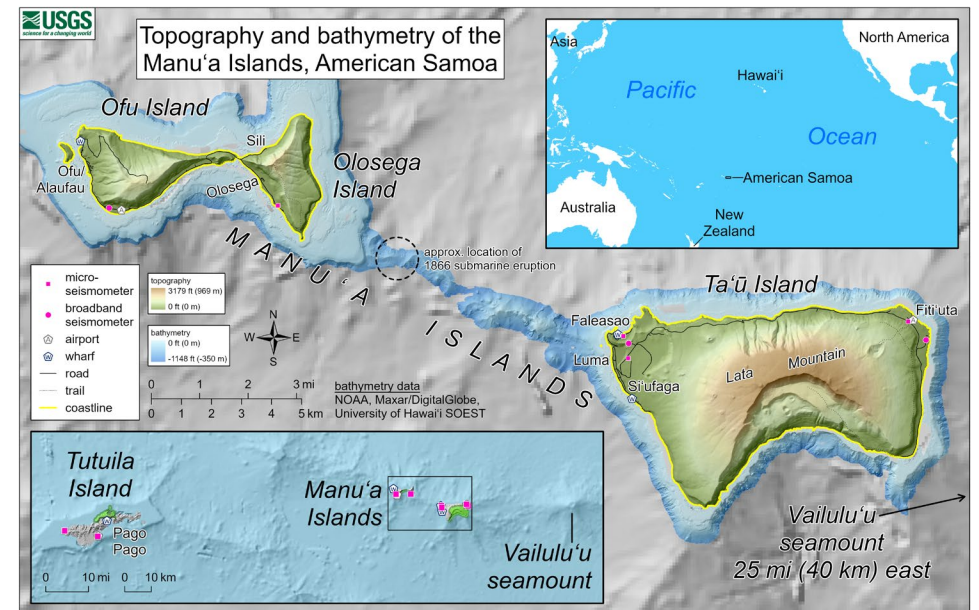 USGS
science for a changing world
Topography and bathymetry of the
Manu‘a Islands, American Samoa
Asia
North America
Hawai‘i
Pacific
Ocean
American Samoa
Australia
New
Zealand
Ofu Island
Sili
Ofu/
Alaufau
Olosega
Olosega
Island
MANU‘A ISLANDS
approx. location of
1866 submarine eruption
Ta‘ū Island
Faleasao
Fiti‘uta
Luma
Si‘ufaga
Lata Mountain
micro-
seismometer
broadband
seismometer
airport
wharf
road
trail
coastline
topography
3179 ft (969 m)
0 ft (0 m)
bathymetry
0 ft (0 m)
-1148 ft (-350 m)
N
W
E
S
0 1 2 3 mi
0 1 2 3 4 5 km
bathymetry data
NOAA, Maxar/DigitalGlobe,
University of Hawai‘i SOEST
Tutuila
Island
Pago
Pago
0 10 mi 0 10 km
Manu‘a
Islands
Vailulu‘u
seamount
Vailulu‘u
seamount
25 mi (40 km) east